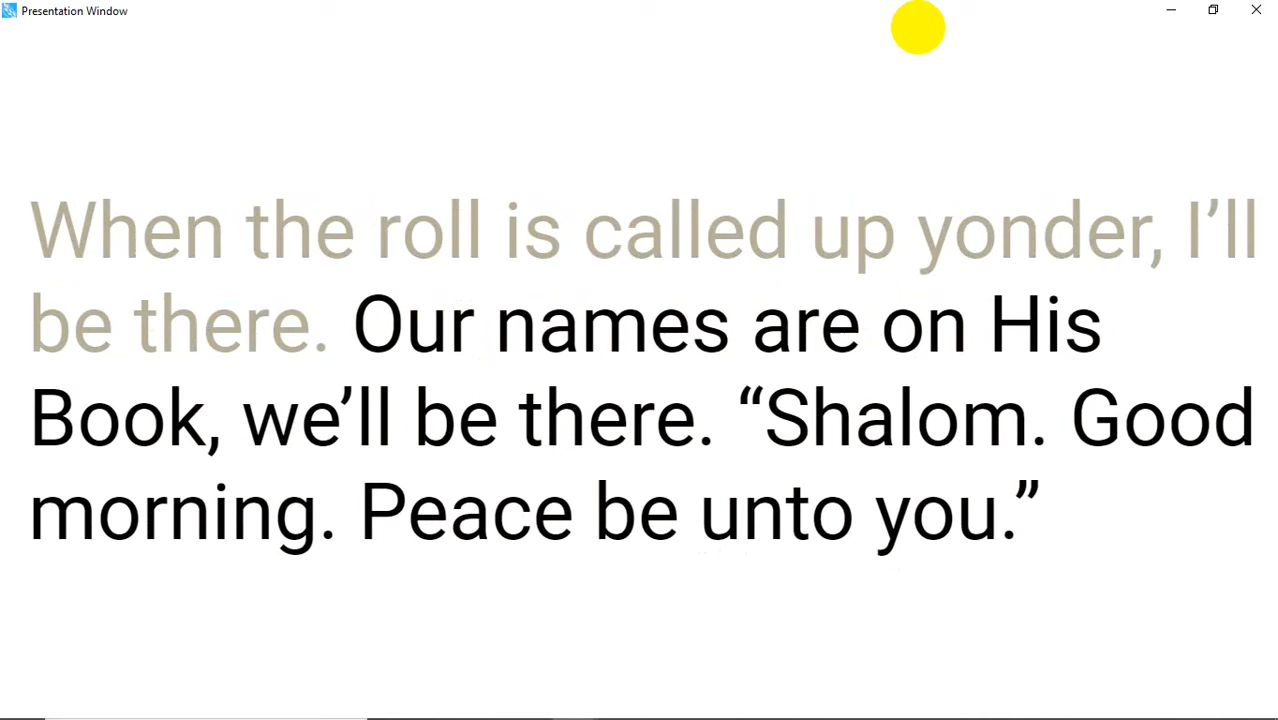 Presentation Window
When the roll is called up yonder, I’ll
be there. Our names are on His
Book, we’ll be there. “Shalom. Good
morning. Peace be unto you.”